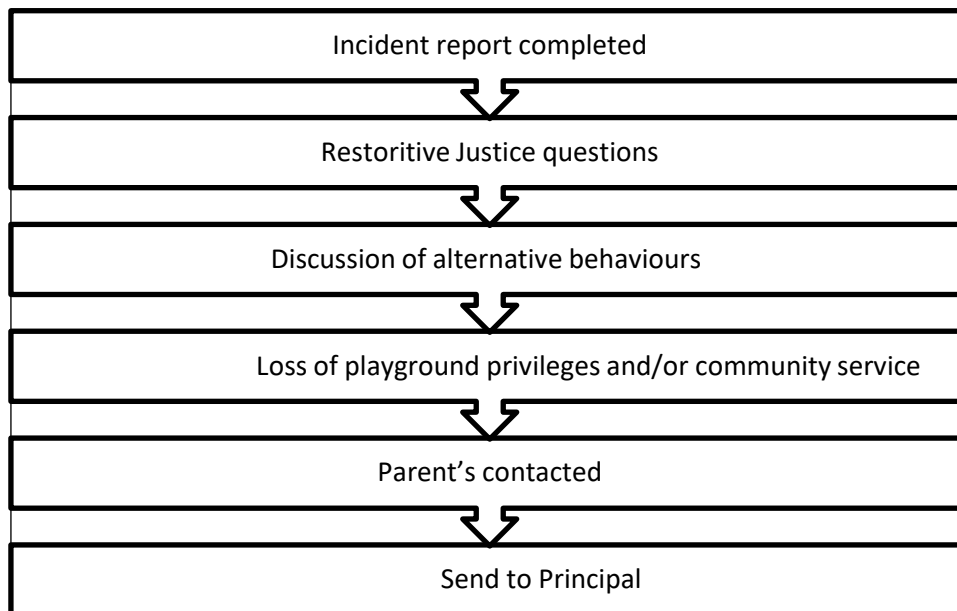 Incident report completed
Restoritive Justice questions
Discussion of alternative behaviours
Loss of playground privileges and/or community service
Parent’s contacted
Send to Principal